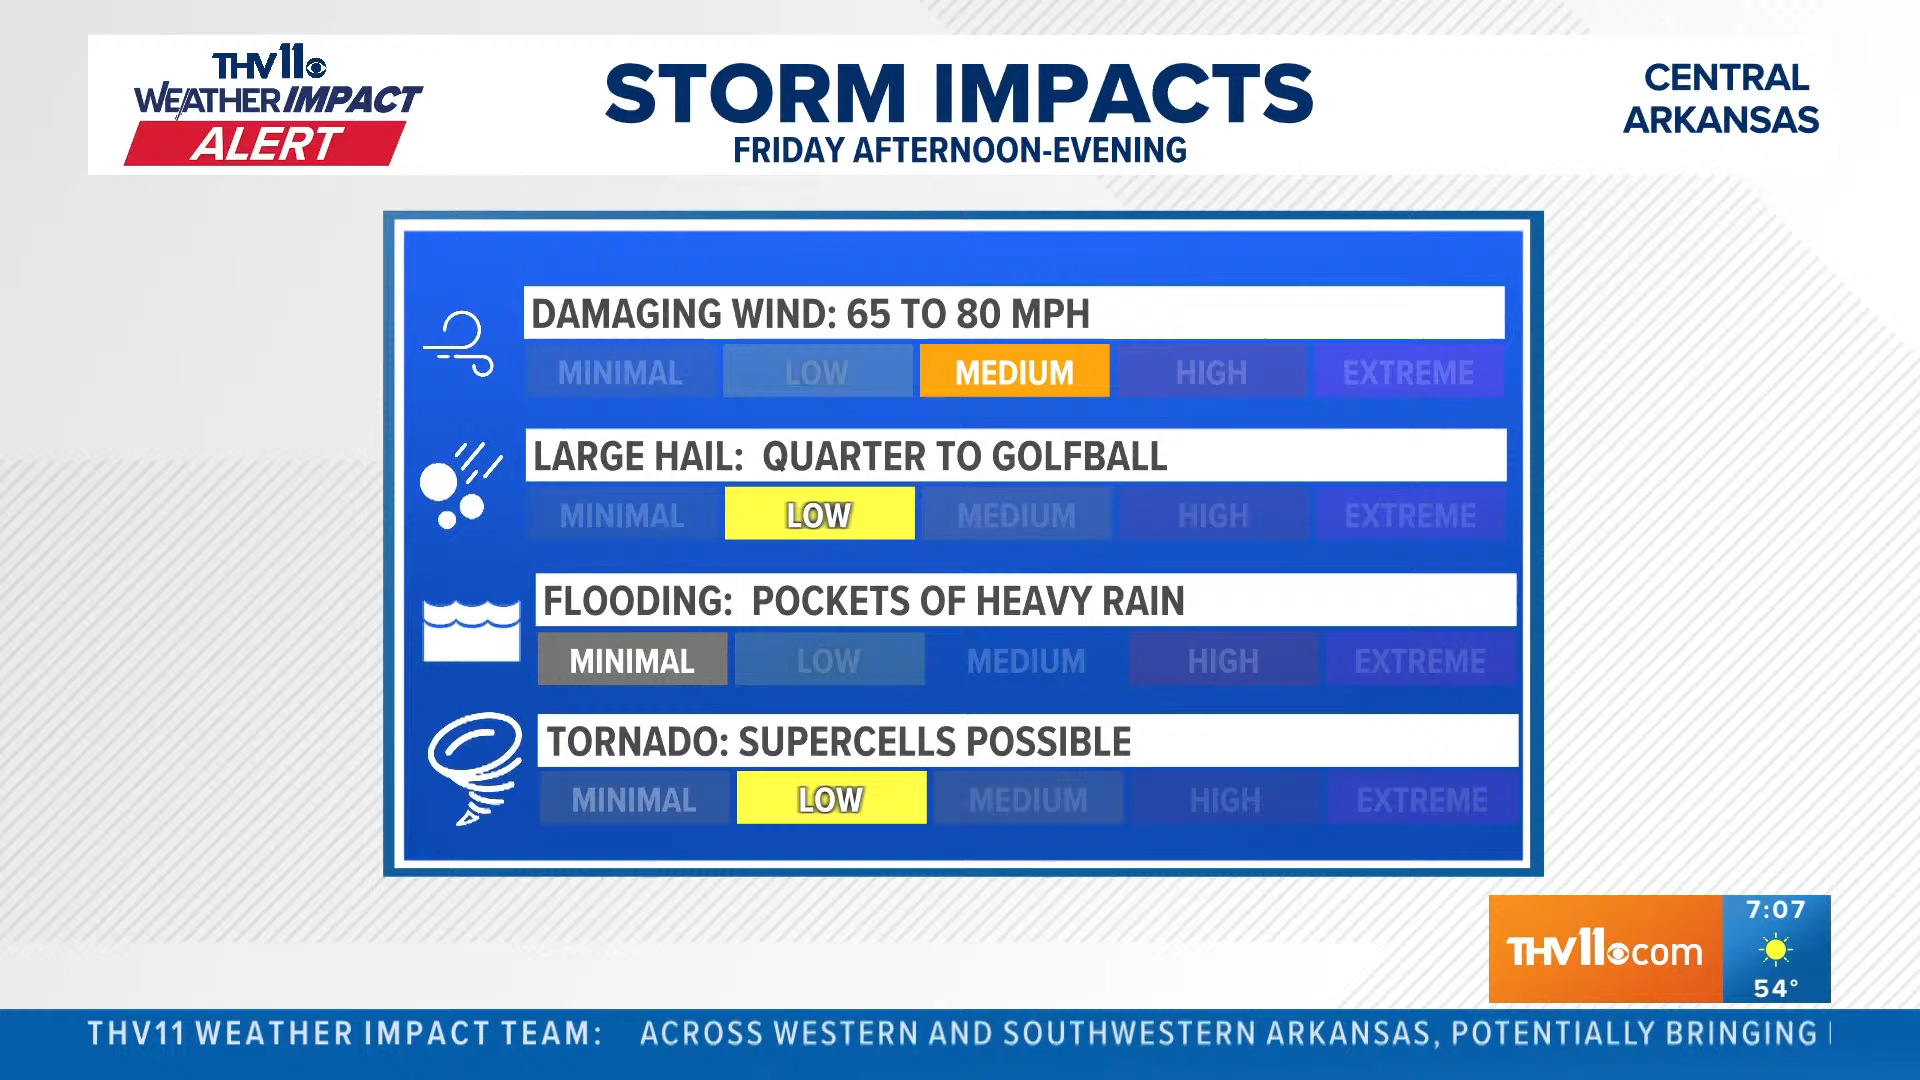 THV11
WEATHER IMPACT
ALERT
STORM IMPACTS
FRIDAY AFTERNOON-EVENING
CENTRAL
ARKANSAS
DAMAGING WIND: 65 TO 80 MPH
MINIMAL LOW MEDIUM HIGH EXTREME
LARGE HAIL: QUARTER TO GOLFBALL
MINIMAL LOW MEDIUM HIGH EXTREME
FLOODING: POCKETS OF HEAVY RAIN
MINIMAL LOW MEDIUM HIGH EXTREME
TORNADO: SUPERCELLS POSSIBLE
MINIMAL LOW MEDIUM HIGH EXTREME
7:07
THV11.com
54°
THV11 WEATHER IMPACT TEAM: ACROSS WESTERN AND SOUTHWESTERN ARKANSAS, POTENTIALLY BRINGING